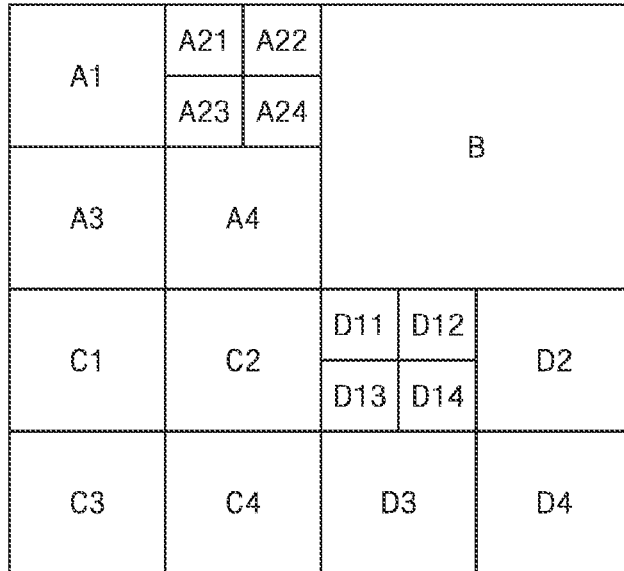 A21 A22
A1
A23 A24
B
A3 A4
D11 D12
C1 C2 D2
D13 D14
C3 C4 D3 D4